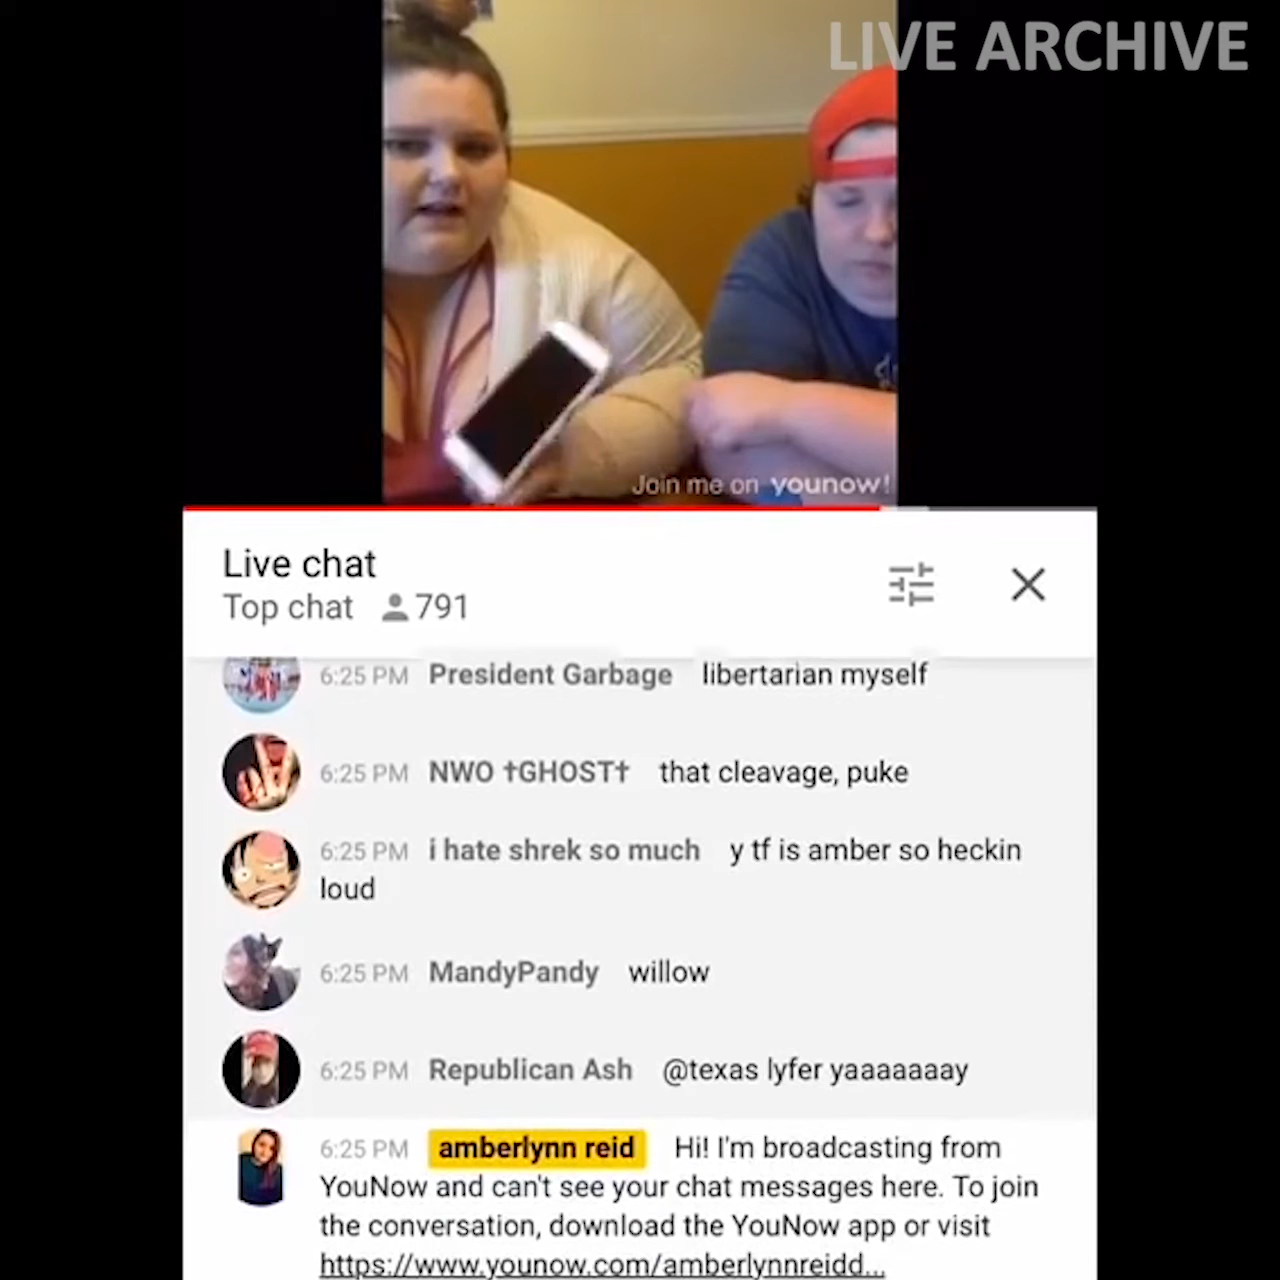 LIVE ARCHIVE
Join me on younow!
Live chat
Top chat 791
6:25 PM President Garbage libertarian myself
6:25 PM NWO ✝GHOST✝ that cleavage, puke
6:25 PM i hate shrek so much y tf is amber so heckin
loud
6:25 PM MandyPandy willow
6:25 PM Republican Ash @texas lyfer yaaaaaaay
6:25 PM amberlynn reid Hi! I'm broadcasting from
YouNow and can't see your chat messages here. To join
the conversation, download the YouNow app or visit
https://www.younow.com/amberlynnreidd...